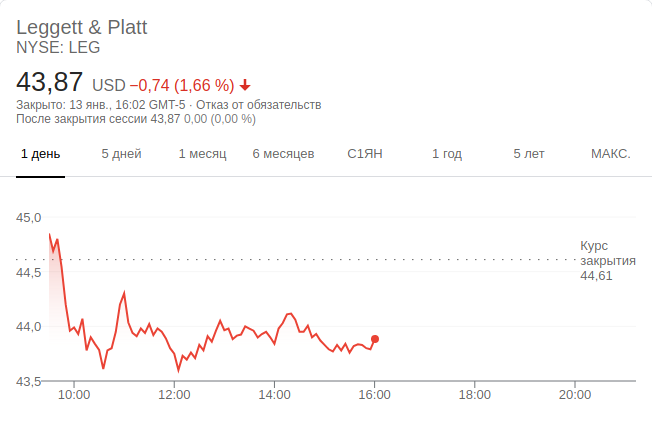 Leggett & Platt
NYSE: LEG
43,87 USD −0,74 (1,66 %)
Закрыто: 13 янв., 16:02 GMT-5 · Отказ от обязательств
После закрытия сессии 43,87 0,00 (0,00 %)
1 день 5 дней 1 месяц 6 месяцев С1ЯН 1 год 5 лет МАКС.
45,0
Курс
закрытия
44,61
44,5
44,0
43,5
10:00 12:00 14:00 16:00 18:00 20:00